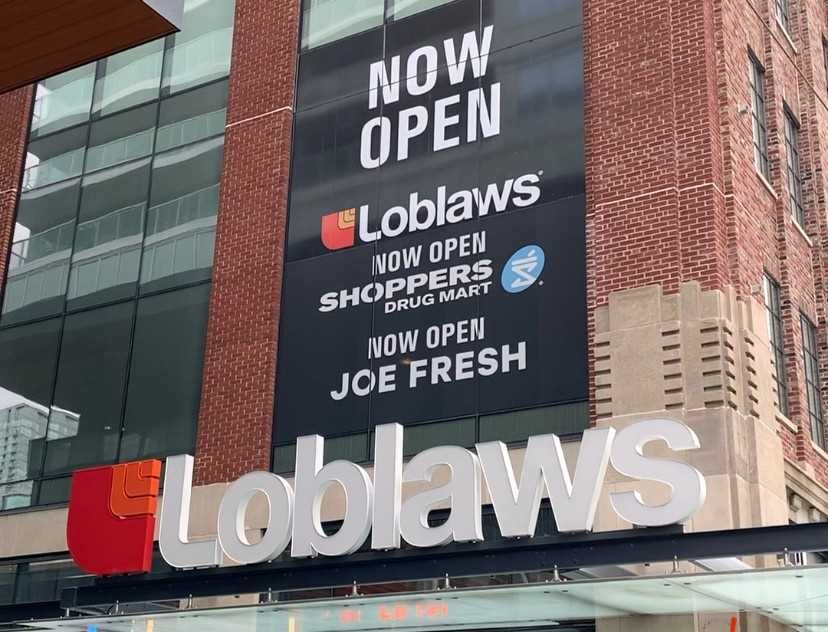 NOW
OPEN
Loblaws
NOW OPEN
SHOPPERS
DRUG MART
NOW OPEN
JOE FRESH
Loblaws